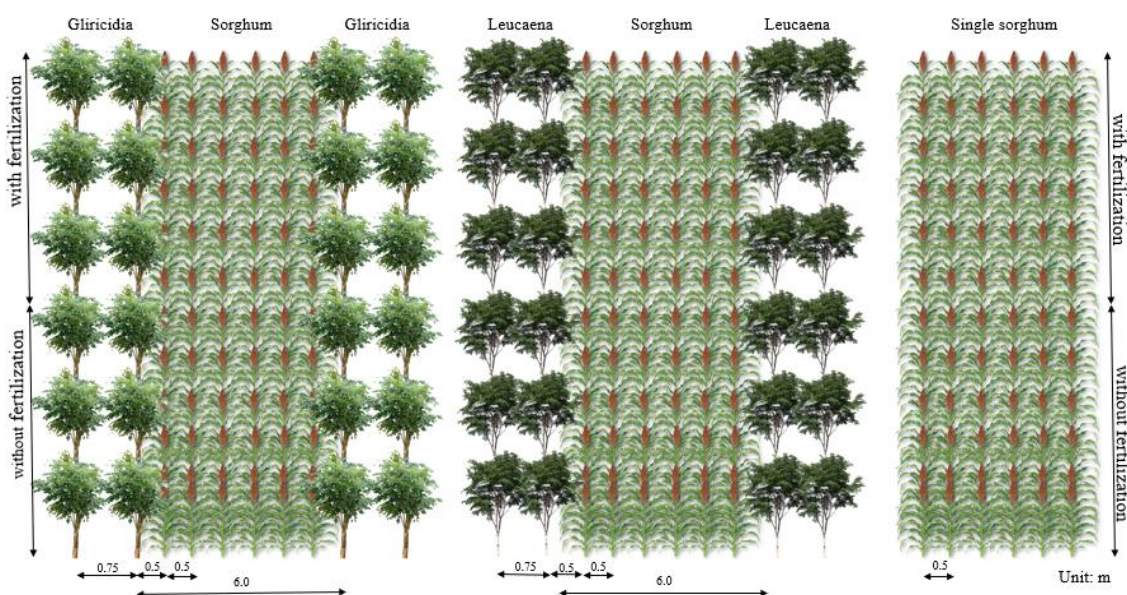 Gliricidia Sorghum Gliricidia Leucaena Sorghum Leucaena Single sorghum
with fertilization
without fertilization
with fertilization
without fertilization
0.75 0.5 0.5
6.0
0.75 0.5 0.5
6.0
0.5
Unit: m